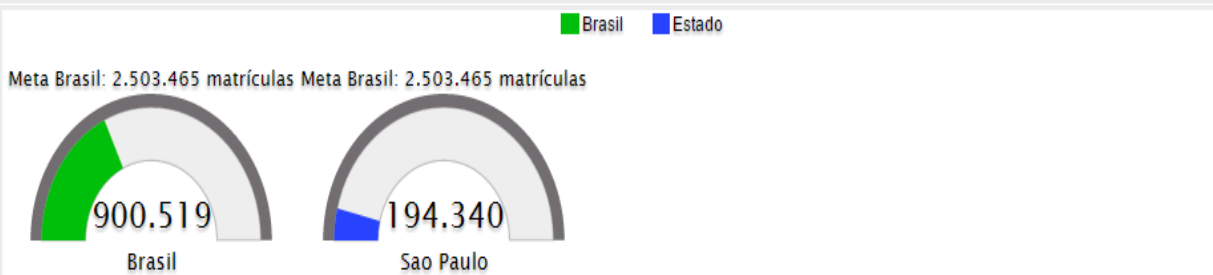 Brasil Estado
Meta Brasil: 2.503.465 matrículas Meta Brasil: 2.503.465 matrículas
900.519 194.340
Brasil Sao Paulo